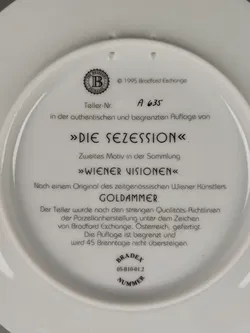 B
© 1995 Bradford Exchange
Teller-Nr. A 635
in der authentischen und begrenzten Auflage von
»DIE SEZESSION«
Zweites Motiv in der Sammlung
»WIENER VISIONEN«
Nach einem Original des zeitgenössischen Wiener Künstlers
GOLDAMMER
Der Teller wurde nach den strengen Qualitäts-Richtlinien
der Porzellanherstellung unter dem Zeichen
von Bradford Exchange, Österreich, gefertigt.
Die Auflage ist begrenzt und
wird 45 Brenntage nicht übersteigen
BRADEX
NUMMER